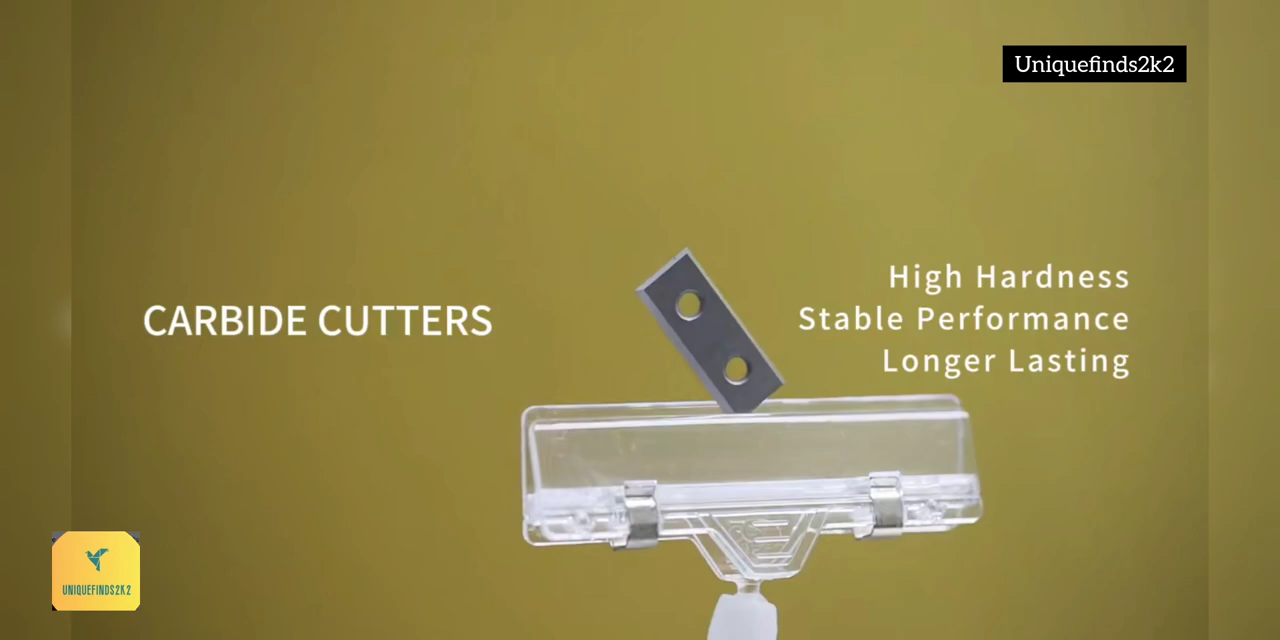 Uniquefinds2k2
CARBIDE CUTTERS
High Hardness
Stable Performance
Longer Lasting
UNIQUEFINDS2K2